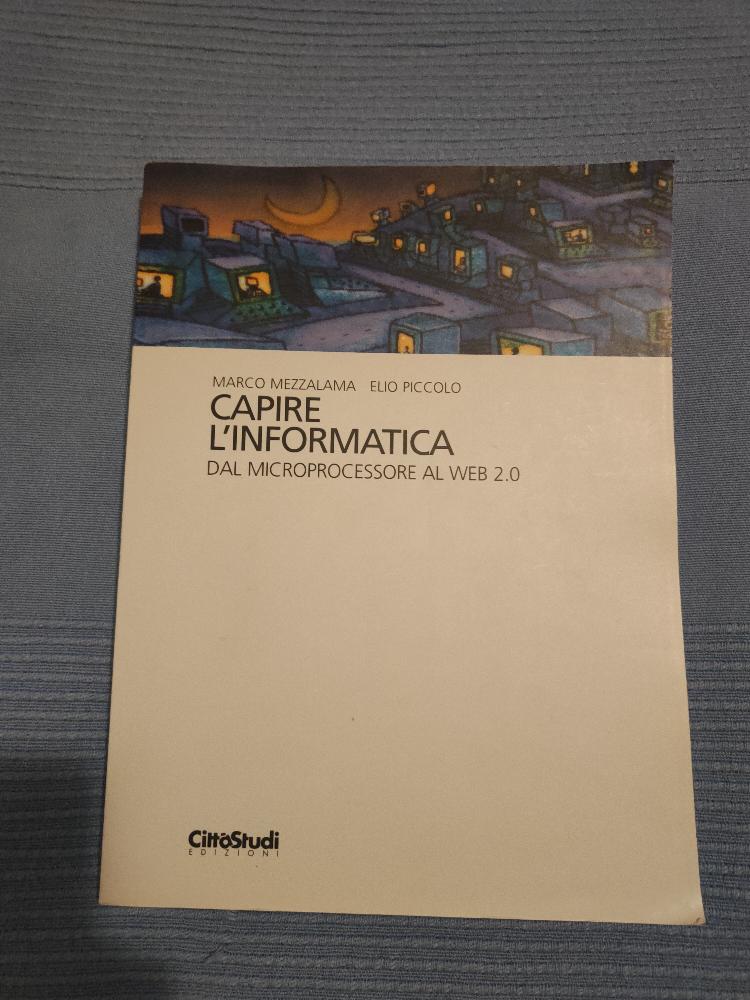 MARCO MEZZALAMA ELIO PICCOLO
CAPIRE
L'INFORMATICA
DAL MICROPROCESSORE AL WEB 2.0
CittàStudi
EDIZIONI